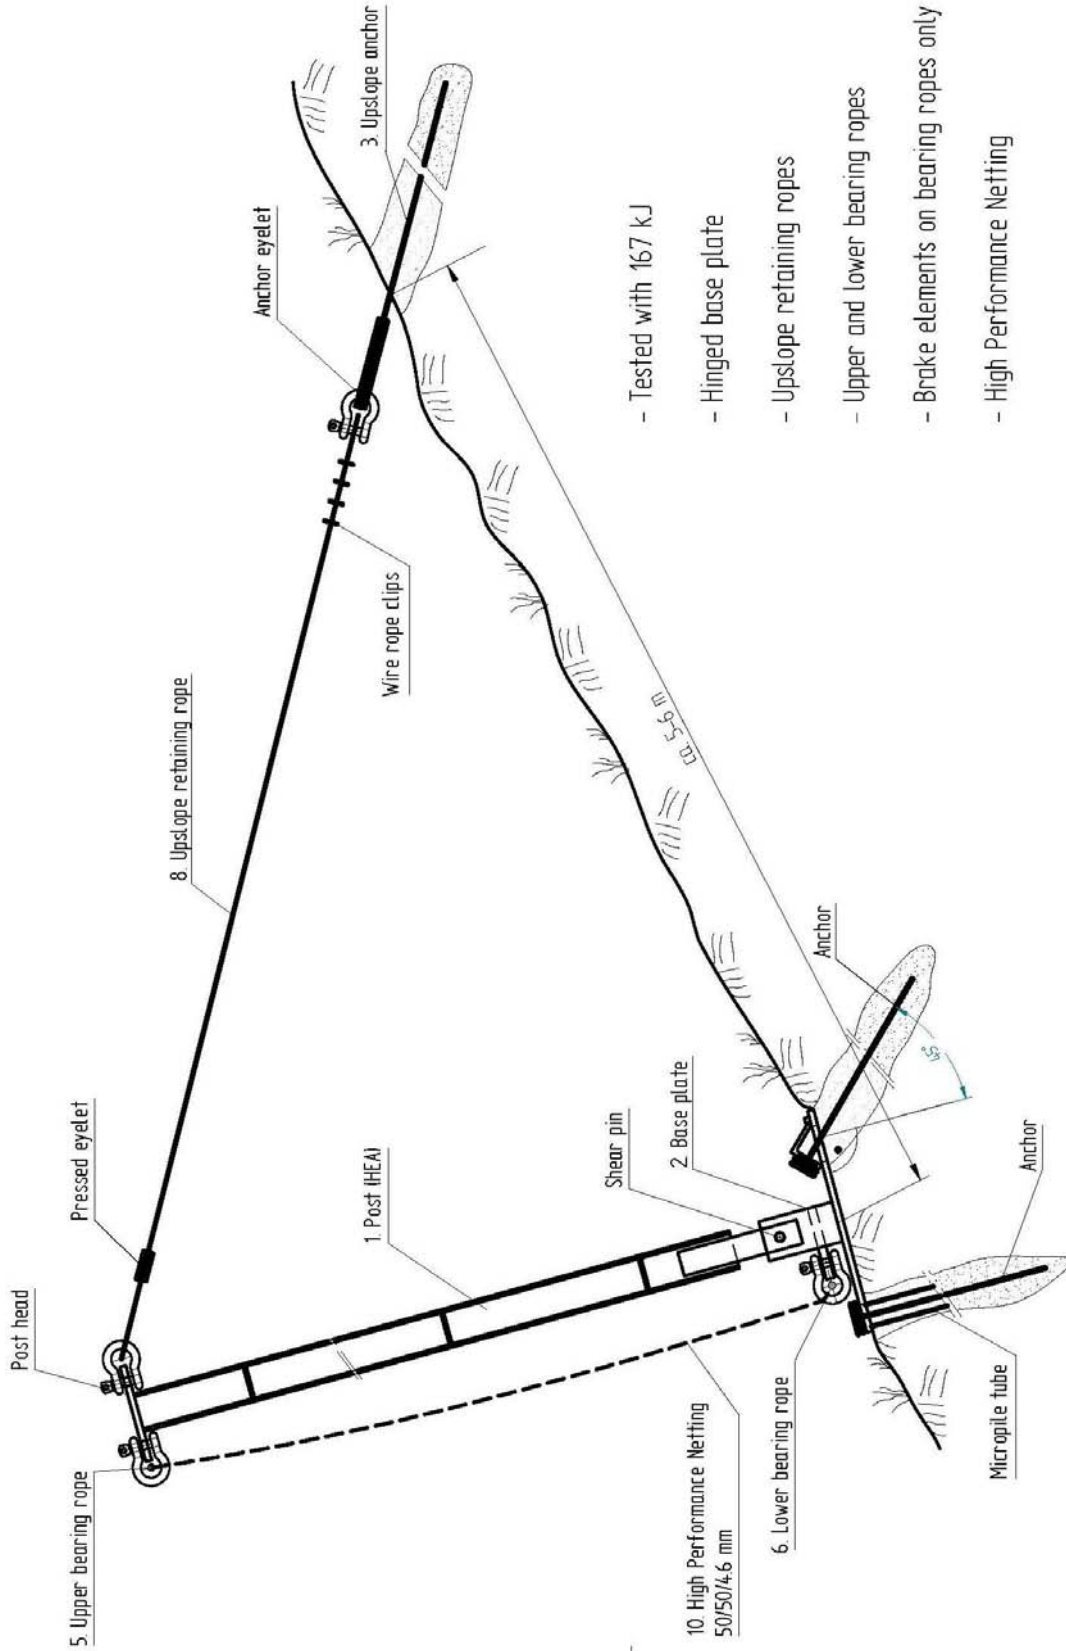 Post head
Pressed eyelet
8. Upslope retaining rope
Anchor eyelet
3. Upslope anchor
Wire rope clips
5. Upper bearing rope
1. Post (HEA)
ca. 5-6 m
Shear pin
2. Base plate
Anchor
45°
Anchor
10. High Performance Netting
50/50/4.6 mm
6. Lower bearing rope
Micropile tube
- Tested with 167 kJ
- Hinged base plate
- Upslope retaining ropes
- Upper and lower bearing ropes
- Brake elements on bearing ropes only
- High Performance Netting